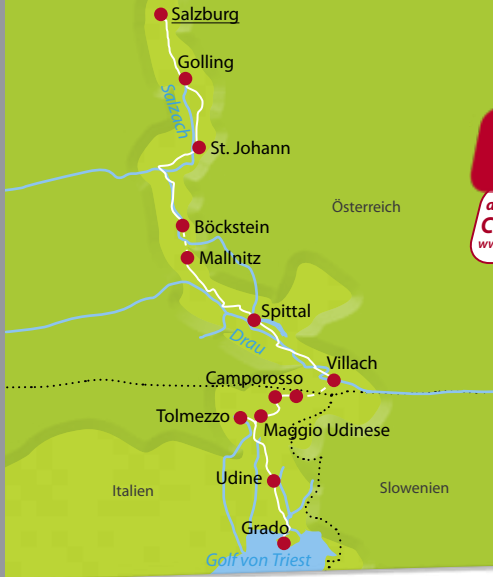 Salzburg
Golling
Salzach
St. Johann
Österreich
Böckstein
Mallnitz
Spittal
Drau
Villach
Camporosso
Tolmezzo
Maggio Udinese
Udine
Italien
Slowenien
Grado
Golf von Triest